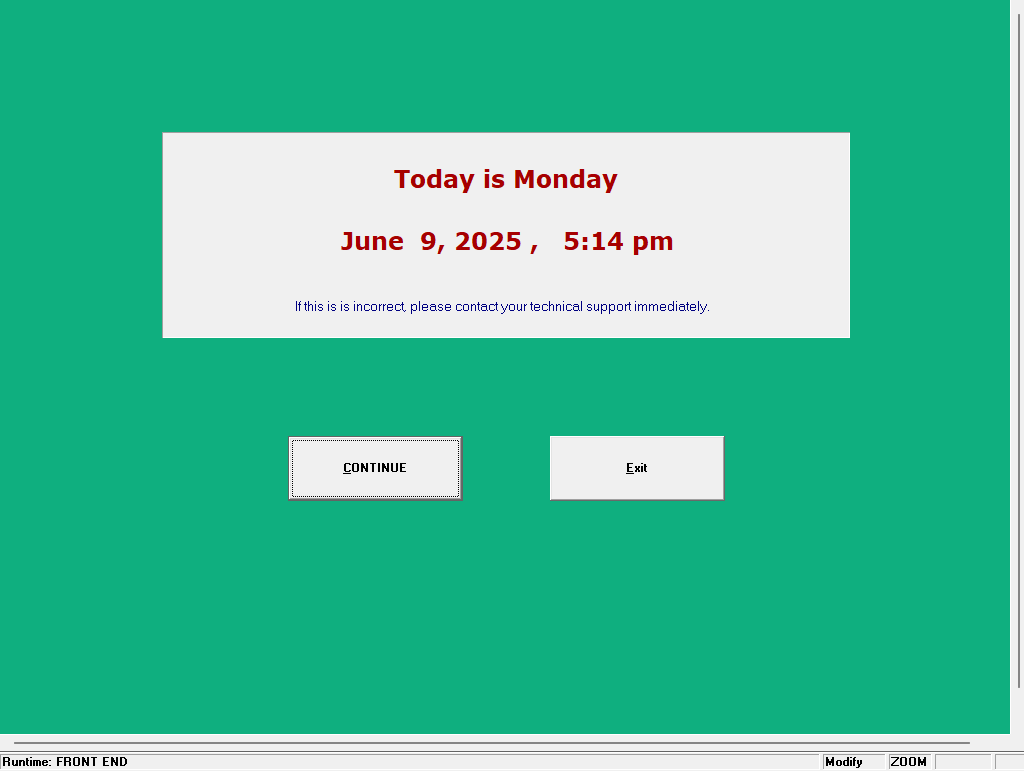 Today is Monday
June  9, 2025 ,   5:14 pm
If this is is incorrect, please contact your technical support immediately.
CONTINUE
Exit
Runtime: FRONT END
Modify
ZOOM